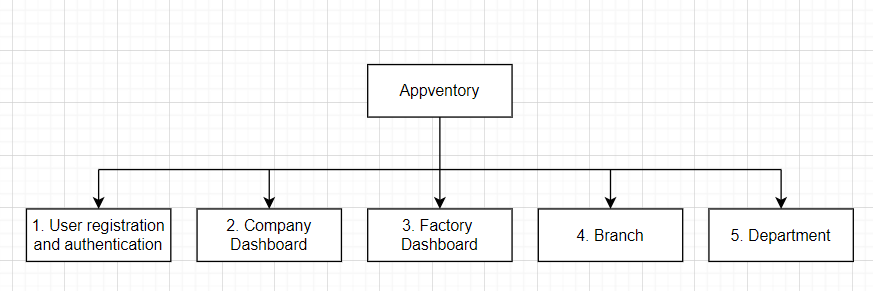 Appventory
1. User registration
and authentication
2. Company
Dashboard
3. Factory
Dashboard
4. Branch
5. Department